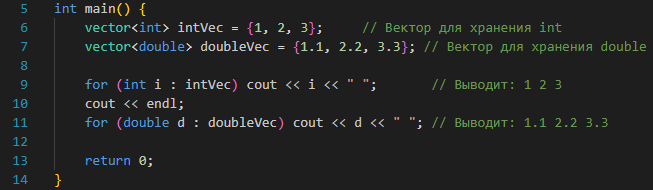 5 int main() {
6     vector<int> intVec = {1, 2, 3};     // Вектор для хранения int
7     vector<double> doubleVec = {1.1, 2.2, 3.3}; // Вектор для хранения double
8
9     for (int i : intVec) cout << i << " ";       // Выводит: 1 2 3
10     cout << endl;
11     for (double d : doubleVec) cout << d << " "; // Выводит: 1.1 2.2 3.3
12
13     return 0;
14 }